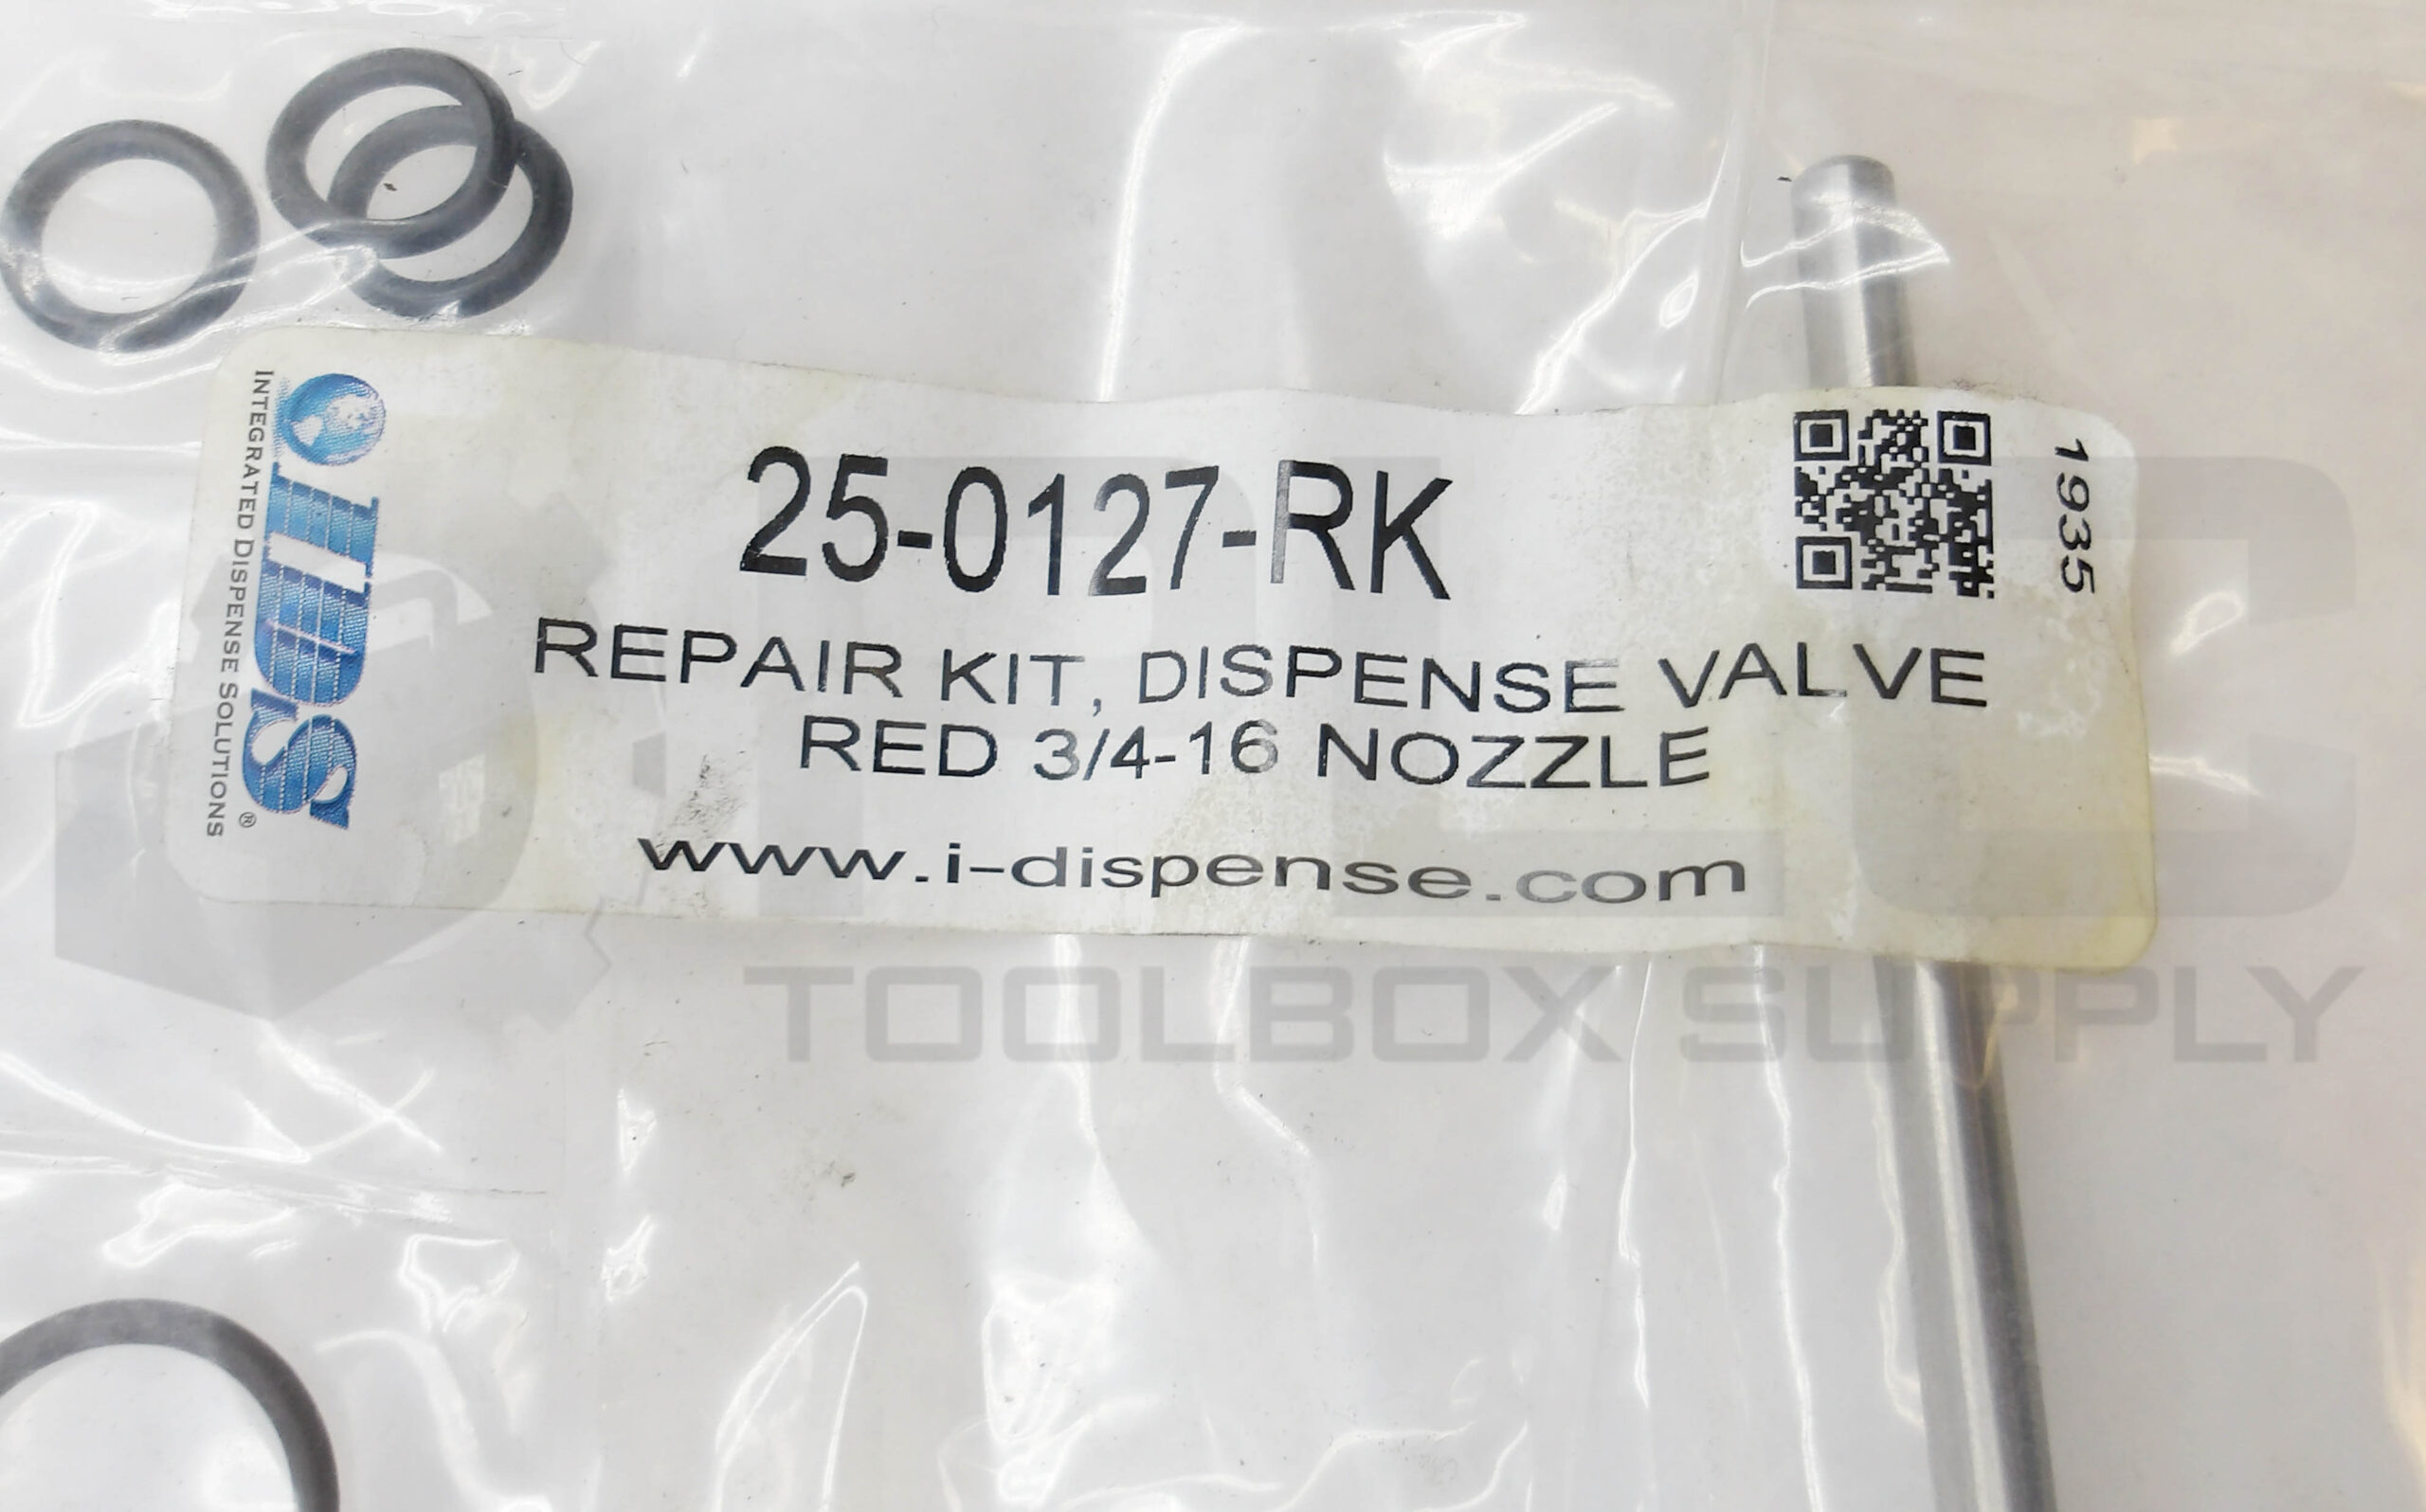 IDS®
INTEGRATED DISPENSE SOLUTIONS
25-0127-RK
1935
REPAIR KIT, DISPENSE VALVE
RED 3/4-16 NOZZLE
www.i-dispense.com
TOOLBOX SUPPLY